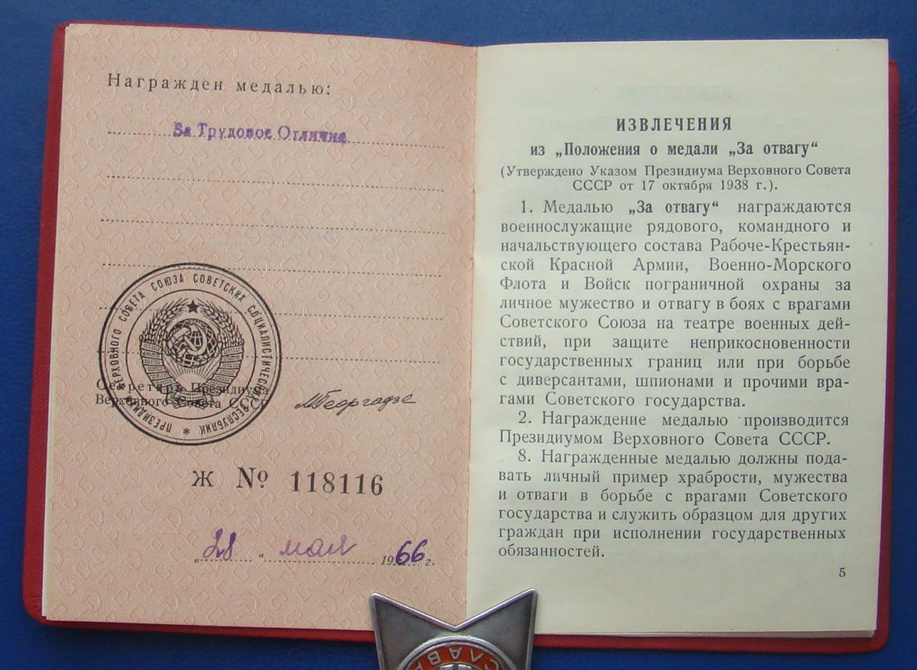 Награжден медалью:
За Трудовое Отличие
ПРЕЗИДИУМ ВЕРХОВНОГО СОВЕТА СОЮЗА СОВЕТСКИХ СОЦИАЛИСТИЧЕСКИХ РЕСПУБЛИК
Секретарь Президиума
Верховного Совета СССР
МГеоргадзе
Ж № 118116
„28 " мая 1966 г.
ИЗВЛЕЧЕНИЯ
из „Положения о медали „За отвагу“
(Утверждено Указом Президиума Верховного Совета
СССР от 17 октября 1938 г.).
1. Медалью „За отвагу“ награждаются
военнослужащие рядового, командного и
начальствующего состава Рабоче-Крестьян-
ской Красной Армии, Военно-Морского
Флота и Войск пограничной охраны за
личное мужество и отвагу в боях с врагами
Советского Союза на театре военных дей-
ствий, при защите неприкосновенности
государственных границ или при борьбе
с диверсантами, шпионами и прочими вра-
гами Советского государства.
2. Награждение медалью производится
Президиумом Верховного Совета СССР.
8. Награжденные медалью должны пода-
вать личный пример храбрости, мужества
и отваги в борьбе с врагами Советского
государства и служить образцом для других
граждан при исполнении государственных
обязанностей.
5
СЛАВА